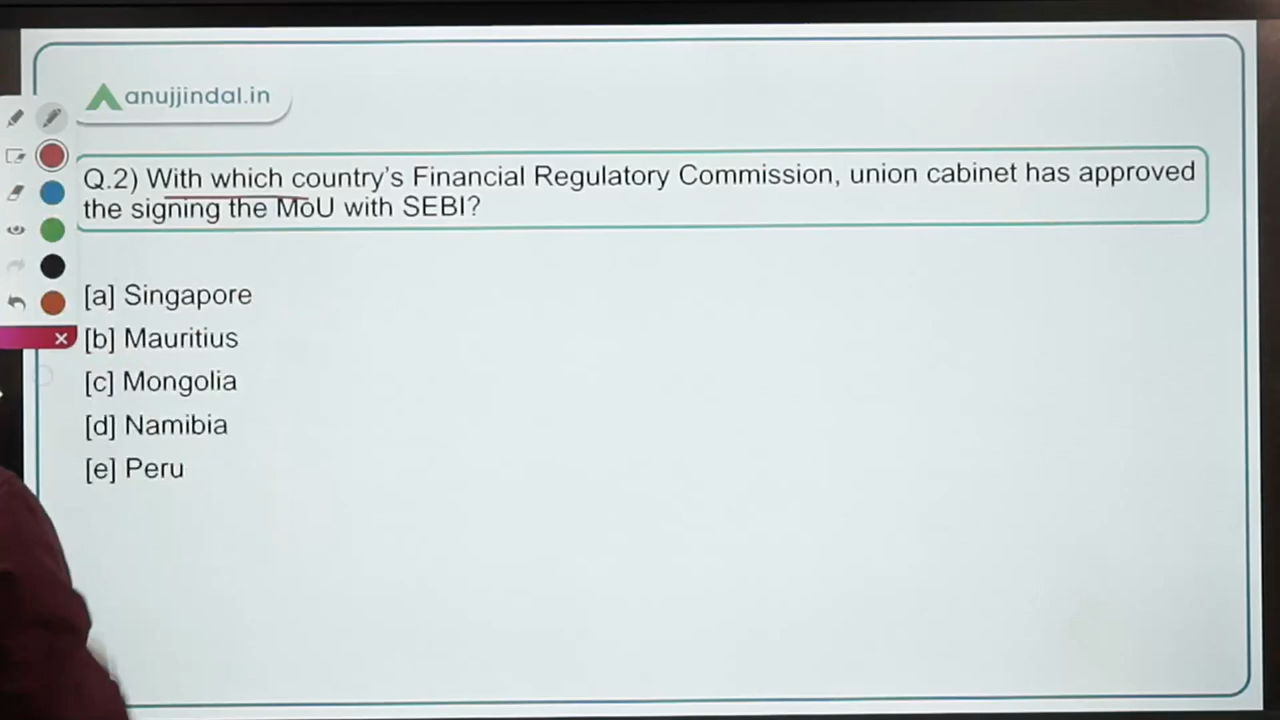 anujjindal.in
Q.2) With which country's Financial Regulatory Commission, union cabinet has approved
the signing the MoU with SEBI?
[a] Singapore
[b] Mauritius
[c] Mongolia
[d] Namibia
[e] Peru